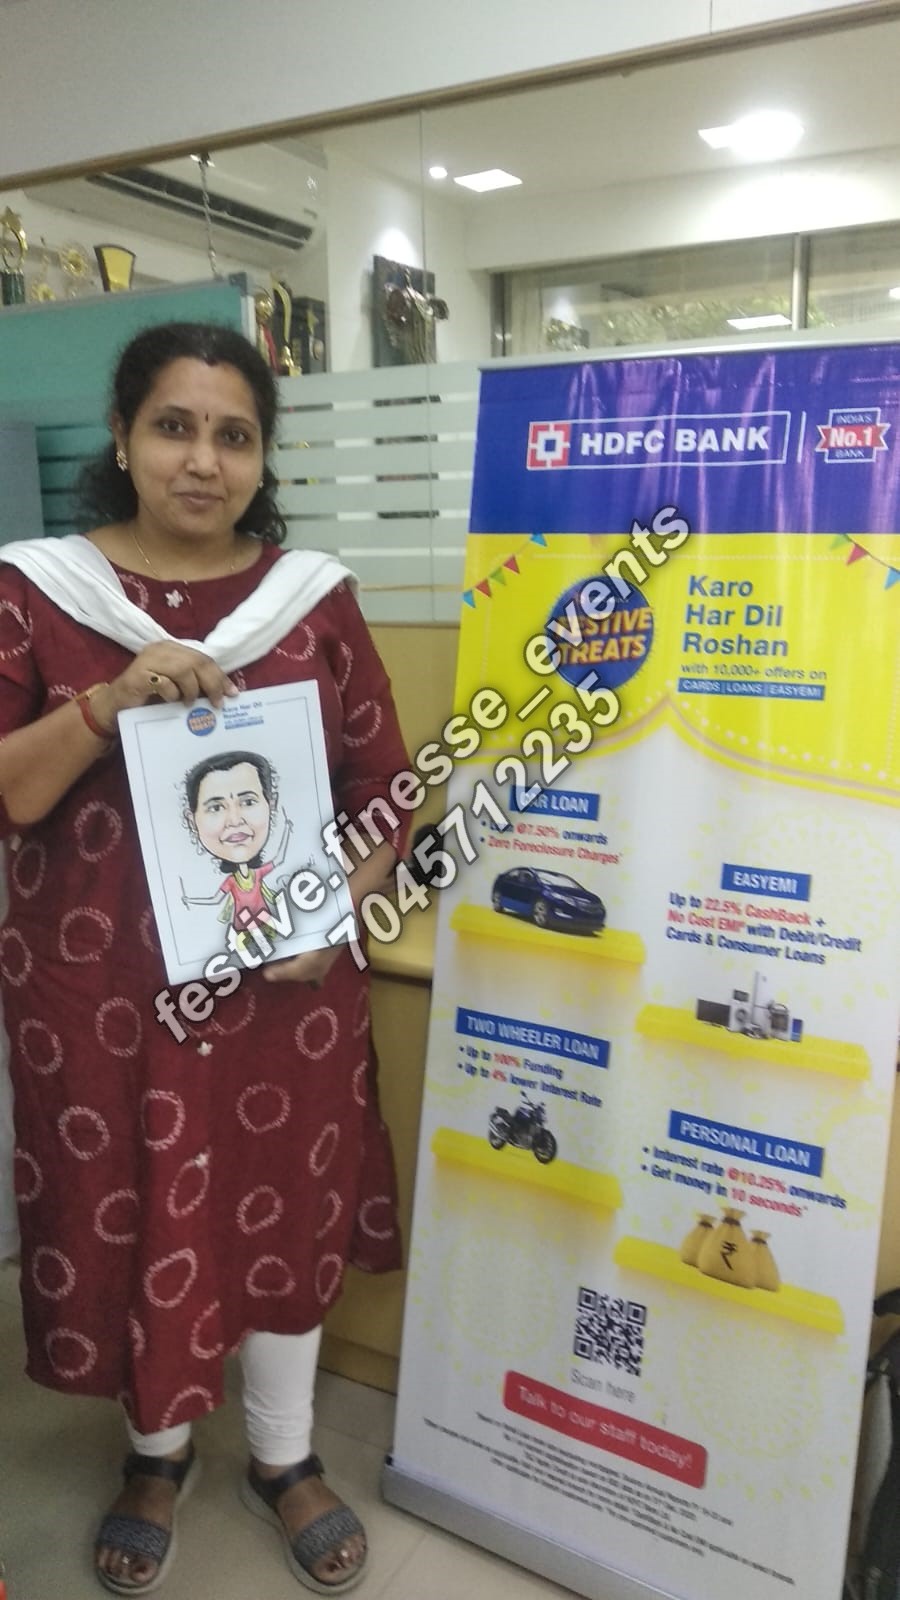 HDFC BANK
INDIA'S
No.1
BANK
FESTIVE
TREATS
Karo
Har Dil
Roshan
with 10,000+ offers on
CARDS | LOANS | EASYEMI
Karo Har Dil
Roshan
festive.finesse_events
7045712235
CAR LOAN
• Loan @7.50% onwards
• Zero Foreclosure Charges*
EASYEMI
Up to 22.5% CashBack +
No Cost EMI* with Debit/Credit
Cards & Consumer Loans
TWO WHEELER LOAN
• Up to 100% Funding
• Up to 4% lower Interest Rate
PERSONAL LOAN
• Interest rate @10.25% onwards
• Get money in 10 seconds*
Scan here
Talk to our staff today!